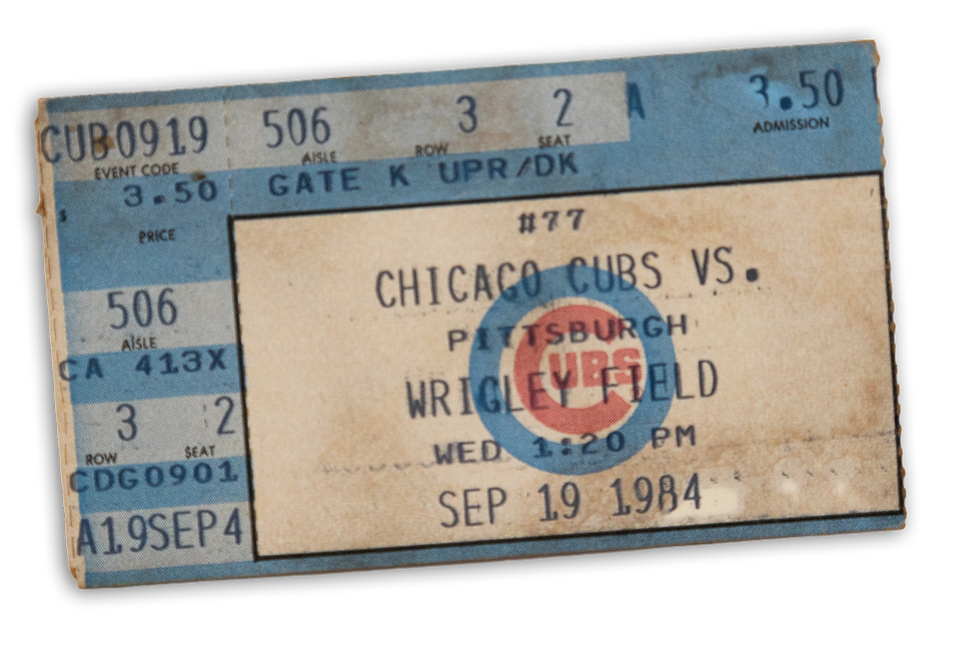 CUB0919 506 3 2 A 3.50
EVENT CODE AISLE ROW SEAT ADMISSION
$ 3.50 GATE K UPR/DK
PRICE
#77
CHICAGO CUBS VS.
PITTSBURGH
CUBS
WRIGLEY FIELD
WED 1:20 PM
SEP 19 1984
506
AISLE
CA 413X
3 2
ROW SEAT
CDG0901
A19SEP4